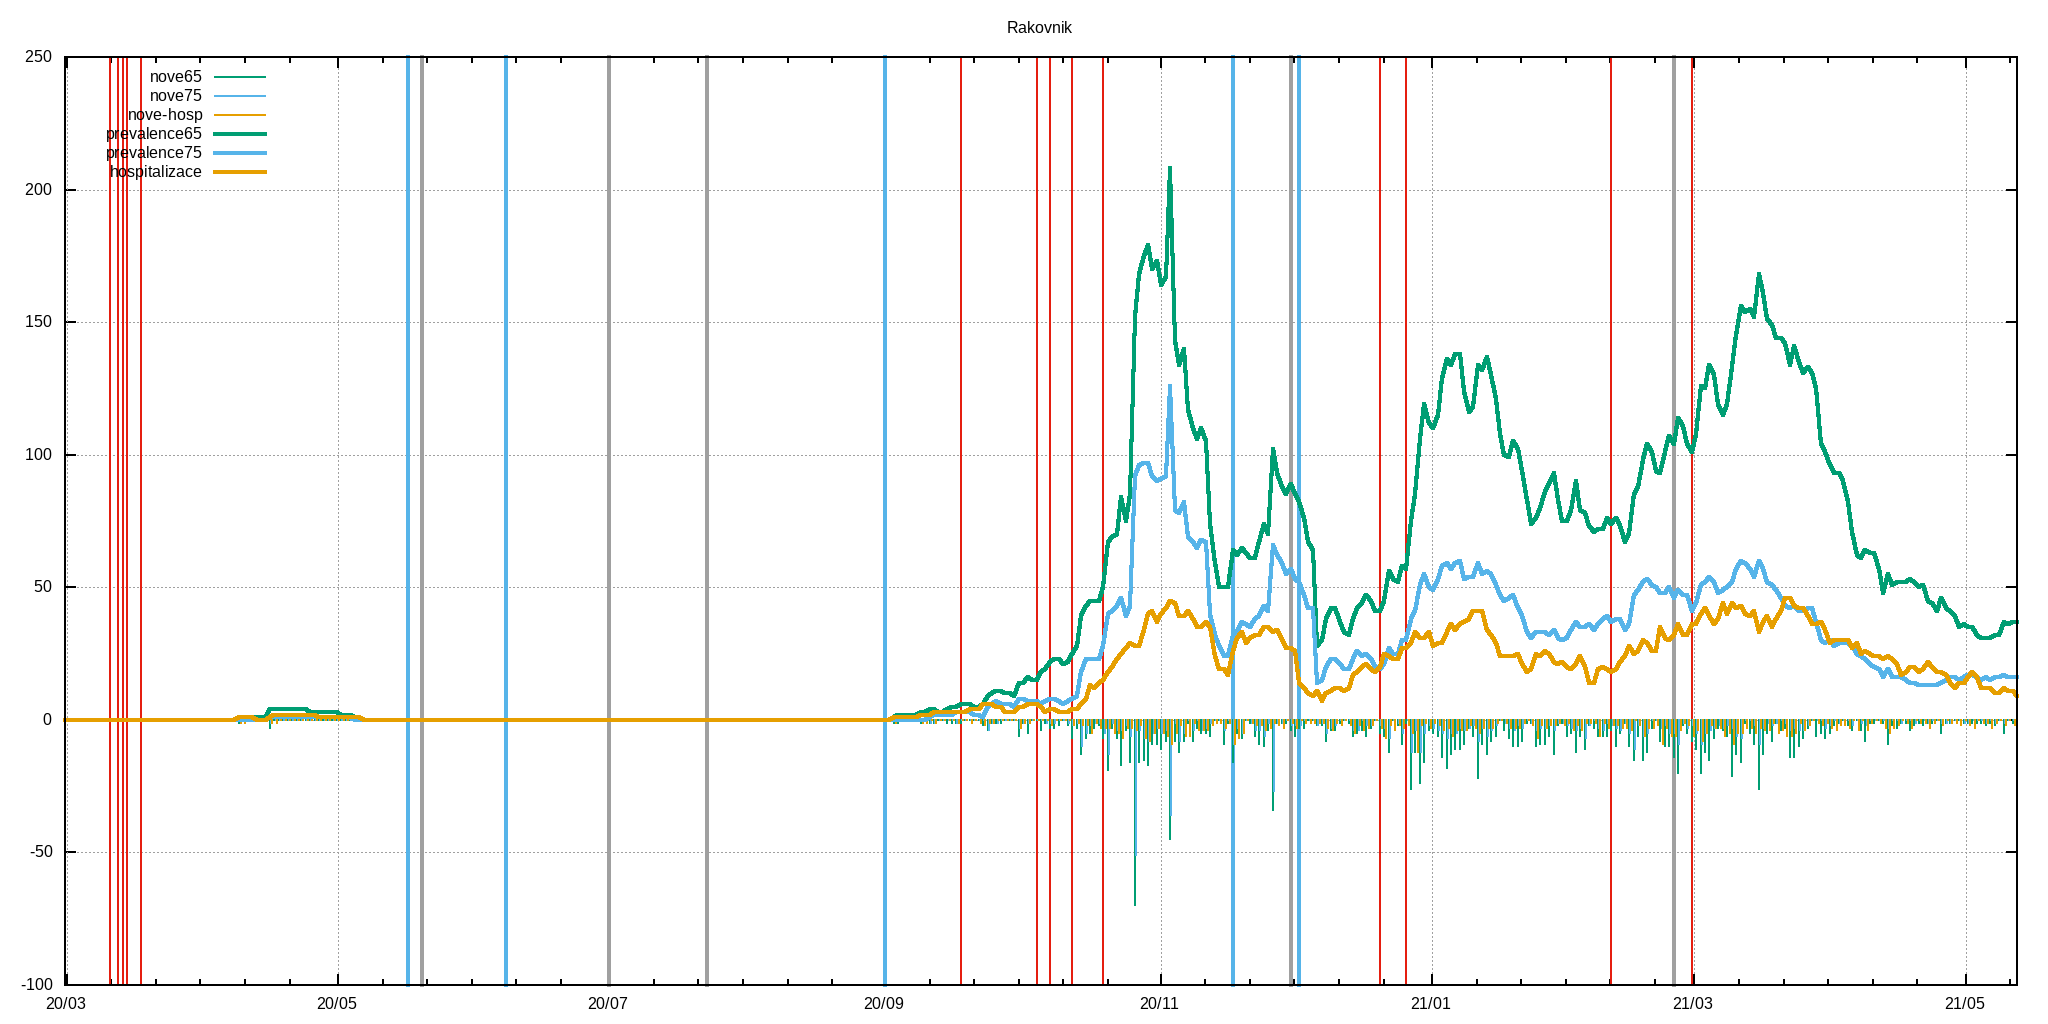 Rakovnik
250
200
150
100
50
0
-50
-100
nove65
nove75
nove-hosp
prevalence65
prevalence75
hospitalizace
20/03 20/05 20/07 20/09 20/11 21/01 21/03 21/05